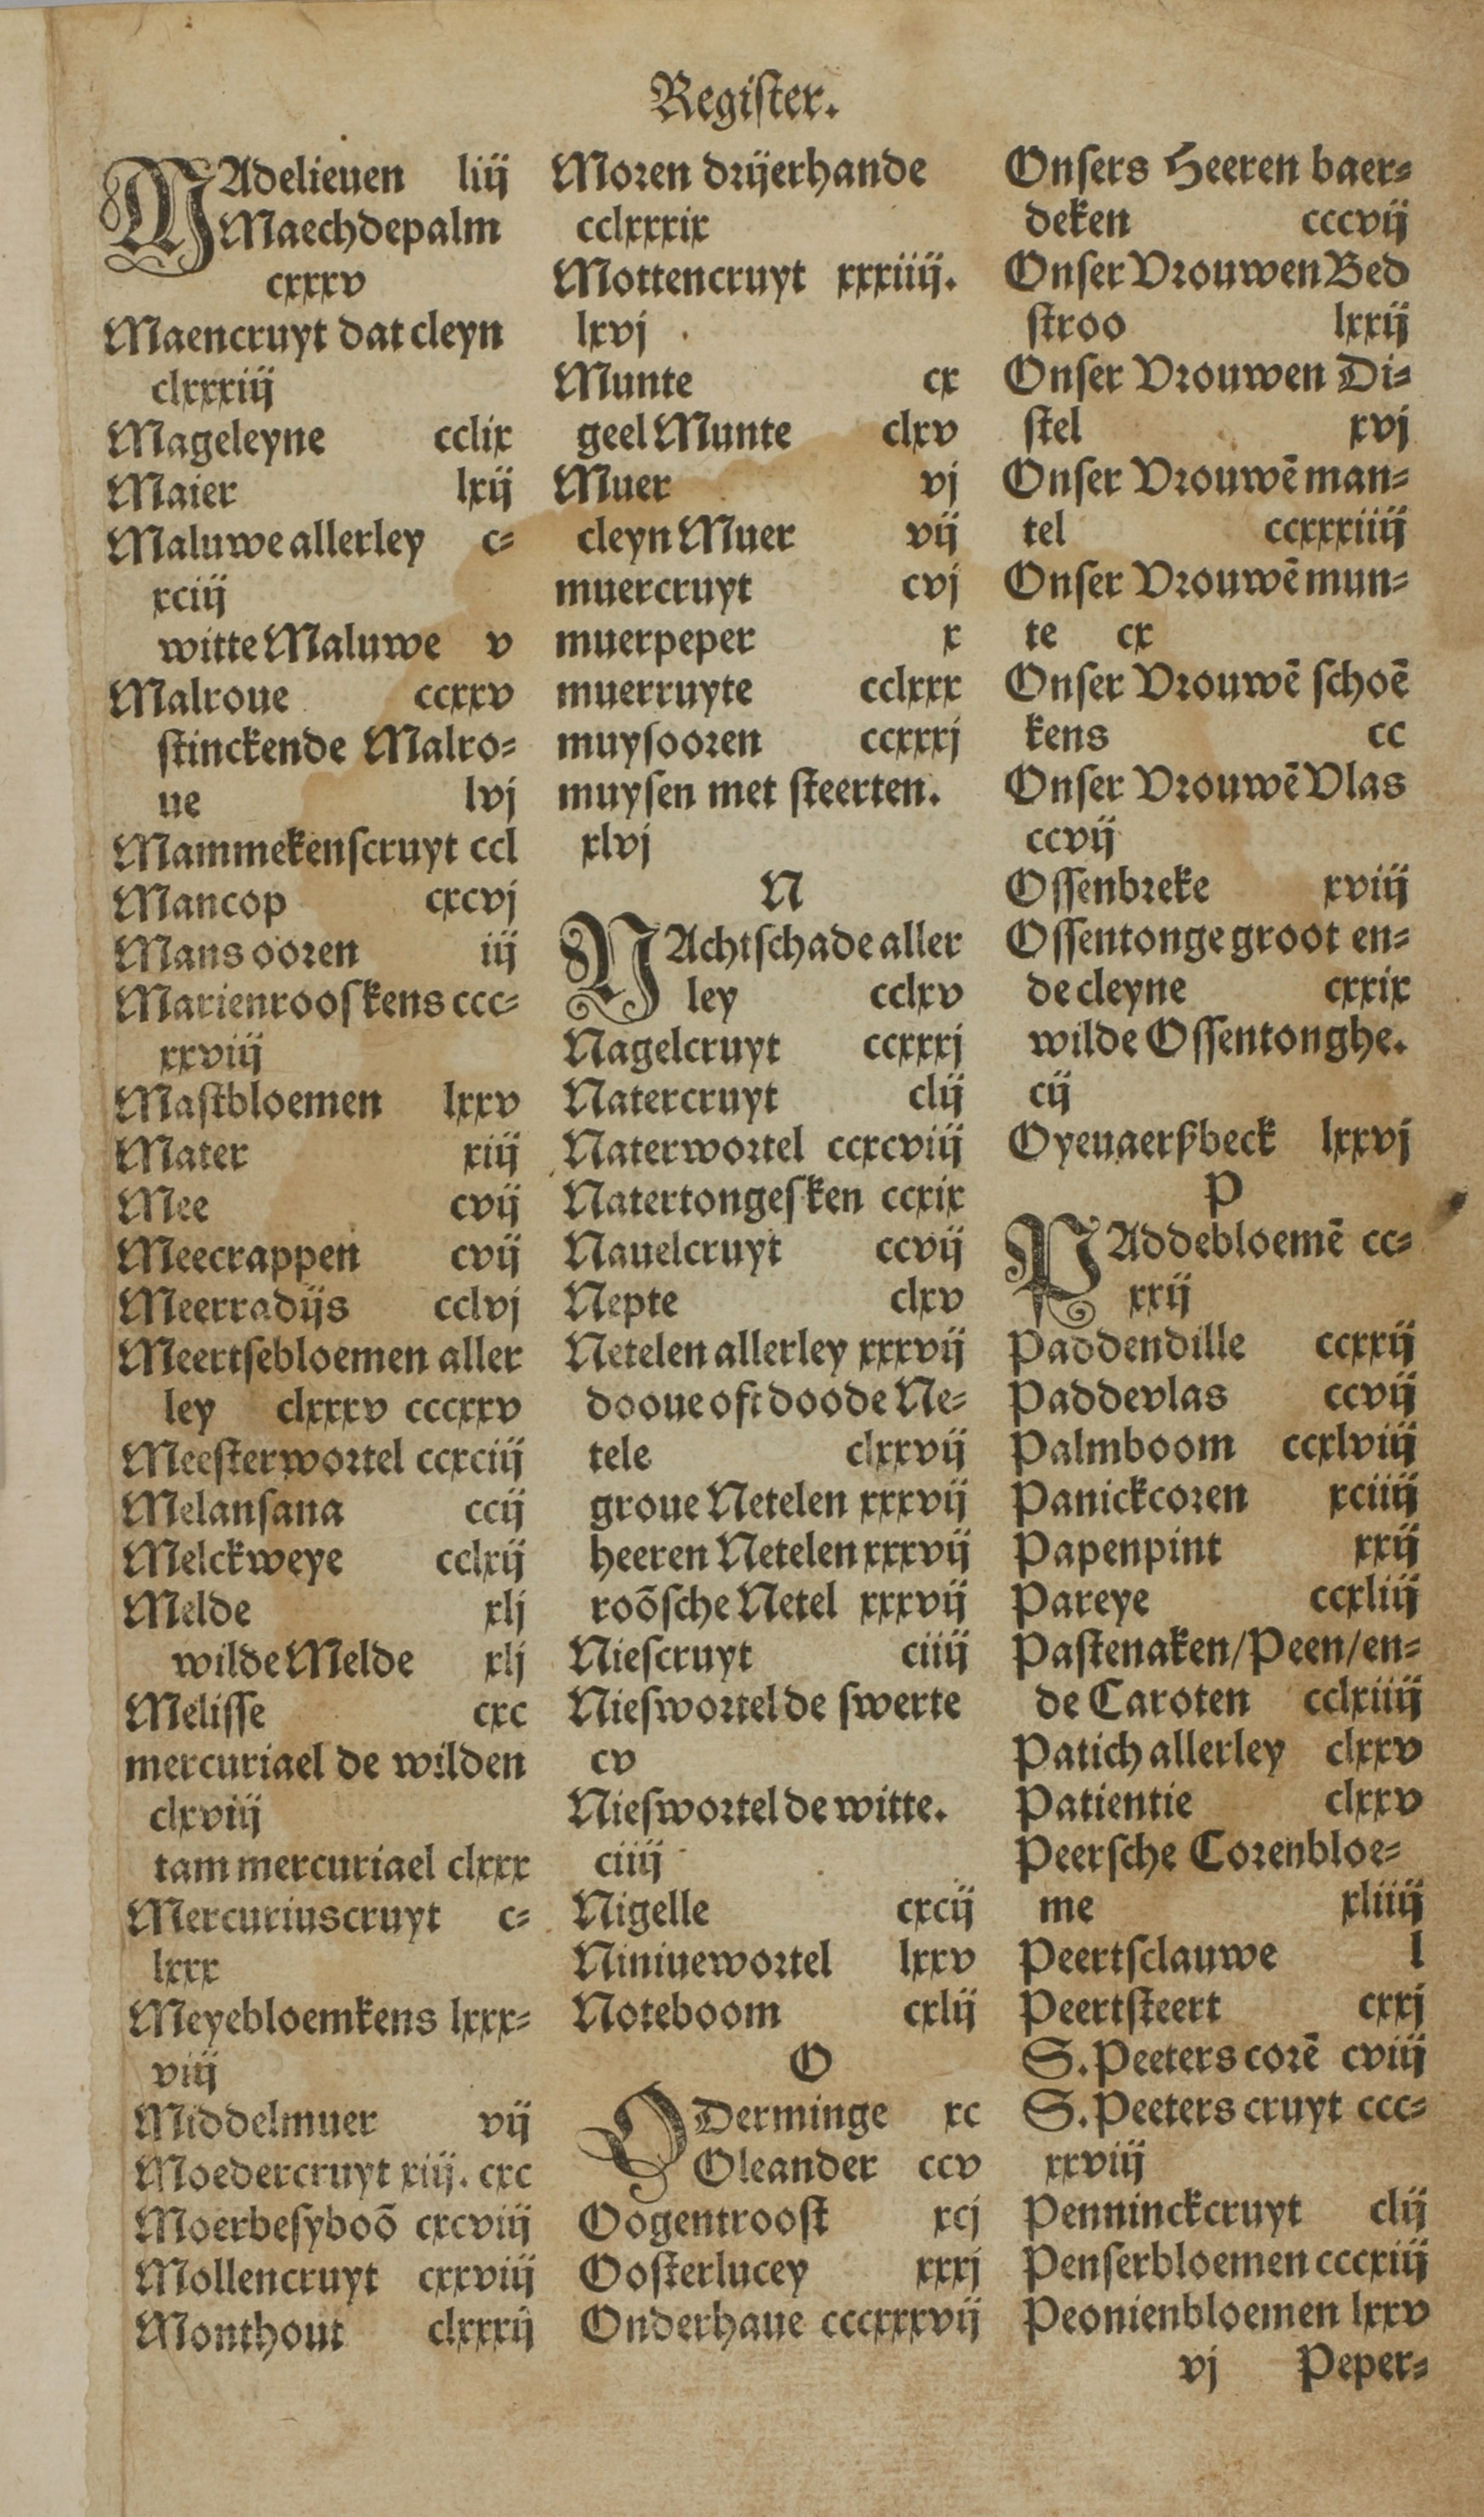 Register.
MAdelieuen liij
Maechdepalm
cxxxv
Maencruyt dat cleyn
clxxxiij
Mageleyne cclix
Maier lxij
Maluwe allerley c-
xciij
witte Maluwe v
Malroue ccxxv
stinckende Malro-
ue lvj
Mammekenscruyt ccl
Mancop cxcvj
Mans ooren iij
Marienrooskens ccc-
xxviij
Mastbloemen lxxv
Mater xiij
Mee cvij
Meecrappen cvij
Meerradijs cclvj
Meertsebloemen aller
ley clxxxv cccxxv
Meesterwortel ccxciij
Melansana ccij
Melckweye cclxij
Melde xlj
wilde Melde xlj
Melisse cxc
mercuriael de wilden
clxviij
tam mercuriael clxxx
Mercuriuscruyt c-
lxxx
Meyebloemkens lxxx-
viij
Middelmuer vij
Moedercruyt xiij. cxc
Moerbesyboõ cxcviij
Mollencruyt cxxviij
Monthout clxxxij
Moren drijerhande
cclxxxix
Mottencruyt xxxiiij.
lxvj
Munte cx
geel Munte clxv
Muer vj
cleyn Muer vij
muercruyt cvj
muerpeper x
muerruyte cclxxx
muysooren ccxxxj
muysen met steerten.
xlvj
N
NAchtschade aller
ley cclxv
Nagelcruyt ccxxxj
Natercruyt clij
Naterwortel ccxcviij
Natertongesken ccxix
Nauelcruyt ccvij
Nepte clxv
Netelen allerley xxxvij
dooue oft doode Ne-
tele clxxvij
groue Netelen xxxvij
heeren Netelen xxxvij
roõsche Netel xxxvij
Niescruyt ciiij
Nieswortel de swerte
cv
Nieswortel de witte.
ciiij
Nigelle cxcij
Niniuewortel lxxv
Noteboom cxlij
O
ODerminge xc
Oleander ccv
Oogentroost xcj
Oosterlucey xxxj
Onderhaue cccxxxvij
Onsers Heeren baer-
deken cccvij
Onser Vrouwen Bed
stroo lxxij
Onser Vrouwen Di-
stel xvj
Onser Vrouwẽ man-
tel ccxxxiiij
Onser Vrouwẽ mun-
te cx
Onser Vrouwẽ schoẽ
kens cc
Onser Vrouwẽ Vlas
ccvij
Ossenbreke xviij
Ossentonge groot en-
de cleyne cxxix
wilde Ossentonghe.
cij
Oyeuaerßbeck lxxvj
P
PAddebloemẽ cc-
xxij
Paddendille ccxxij
Paddevlas ccvij
Palmboom ccxlviij
Panickcoren xciiij
Papenpint xxij
Pareye ccxliij
Pastenaken/Peen/en-
de Caroten cclxiiij
Patich allerley clxxv
Patientie clxxv
Peersche Corenbloe-
me xliiij
Peertsclauwe l
Peertsteert cxxj
S. Peeters corẽ cviij
S. Peeters cruyt ccc-
xxviij
Penninckcruyt clij
Penserbloemen cccxiij
Peonienbloemen lxxv
vj Peper-